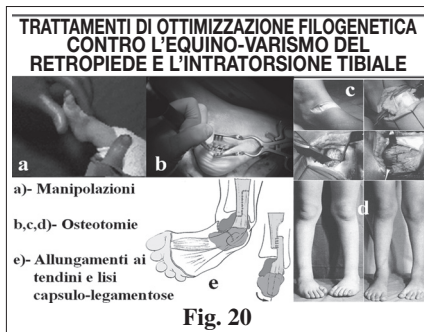 TRATTAMENTI DI OTTIMIZZAZIONE FILOGENETICA
CONTRO L'EQUINO-VARISMO DEL
RETROPIEDE E L'INTRATORSIONE TIBIALE
a
b
c
d
a)- Manipolazioni
b,c,d)- Osteotomie
e)- Allungamenti ai
tendini e lisi
capsulo-legamentose
e
Fig. 20